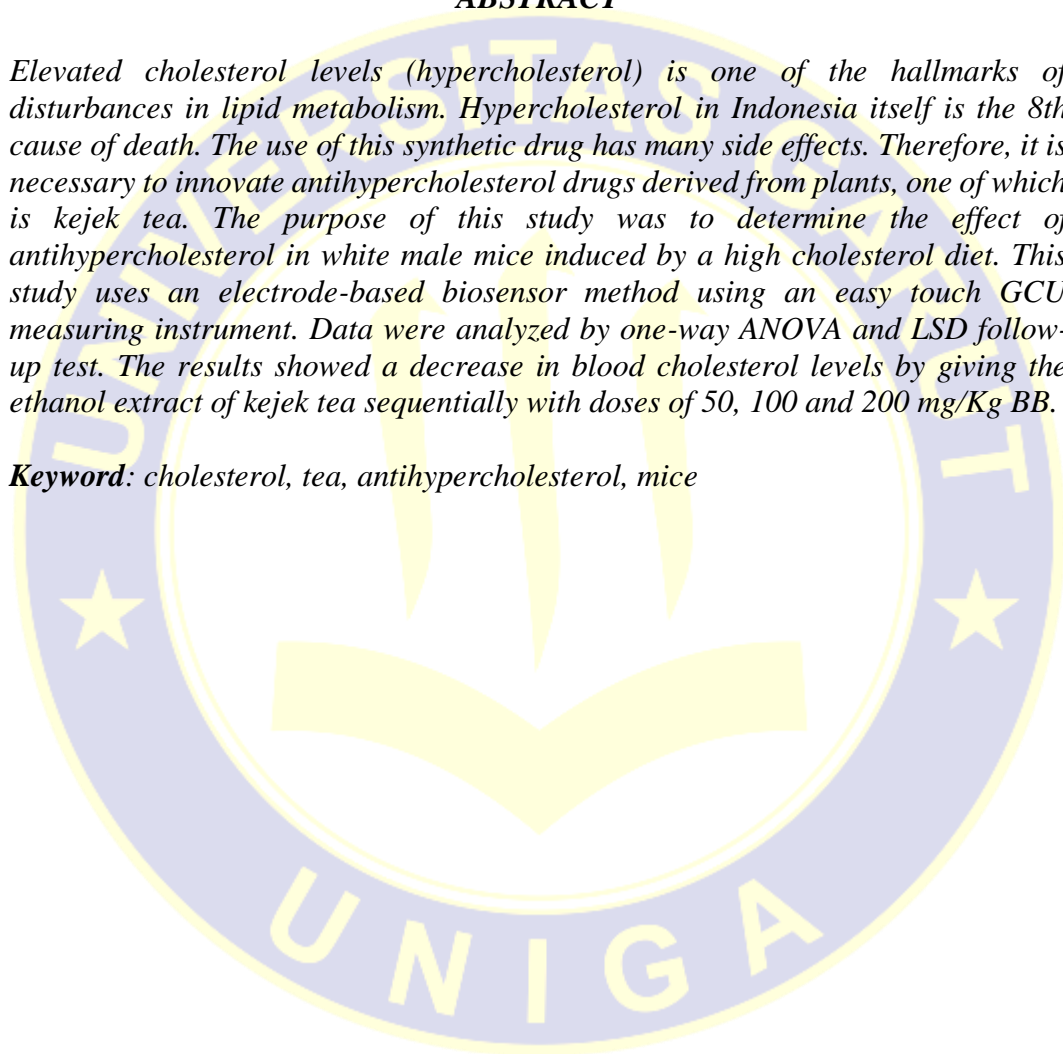 ABSTRACT
Elevated cholesterol levels (hypercholesterol) is one of the hallmarks of
disturbances in lipid metabolism. Hypercholesterol in Indonesia itself is the 8th
cause of death. The use of this synthetic drug has many side effects. Therefore, it is
necessary to innovate antihypercholesterol drugs derived from plants, one of which
is kejek tea. The purpose of this study was to determine the effect of
antihypercholesterol in white male mice induced by a high cholesterol diet. This
study uses an electrode-based biosensor method using an easy touch GCU
measuring instrument. Data were analyzed by one-way ANOVA and LSD follow-
up test. The results showed a decrease in blood cholesterol levels by giving the
ethanol extract of kejek tea sequentially with doses of 50, 100 and 200 mg/Kg BB.
Keyword: cholesterol, tea, antihypercholesterol, mice
UNIVERSITAS GARUT
UNIGA